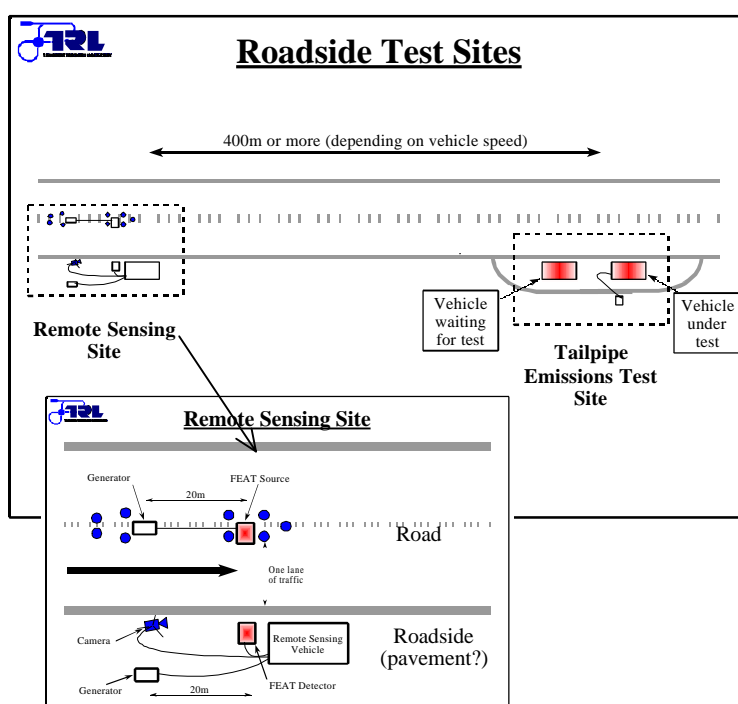 TRL
Roadside Test Sites
400m or more (depending on vehicle speed)
Remote Sensing
Site
Vehicle
waiting
for test
Vehicle
under
test
Tailpipe
Emissions Test
Site
TRL
Remote Sensing Site
Generator
FEAT Source
20m
Road
One lane
of traffic
Camera
Remote Sensing
Vehicle
Roadside
(pavement?)
Generator
20m
FEAT Detector